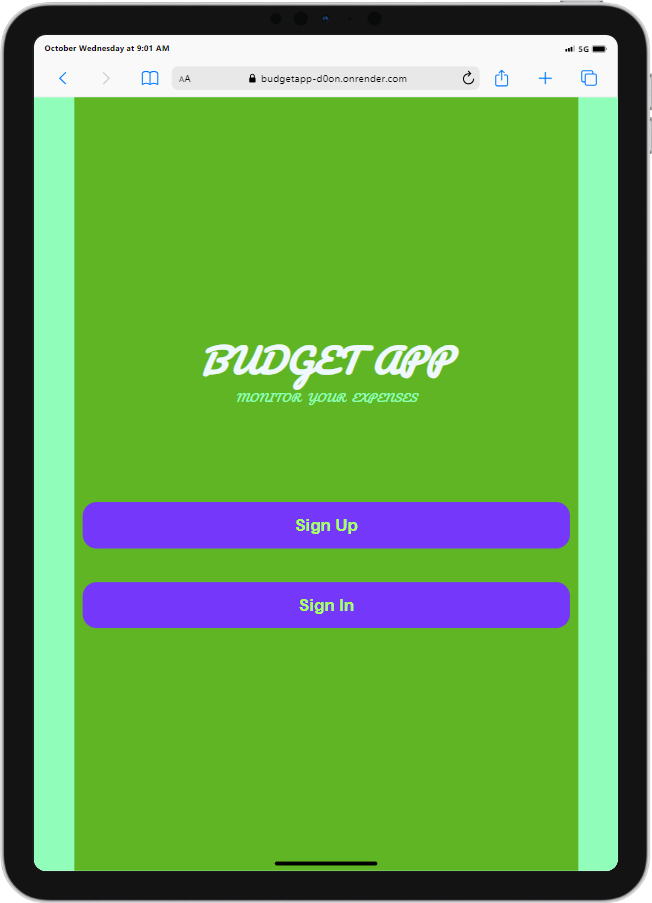 October Wednesday at 9:01 AM
5G
AA
budgetapp-d0on.onrender.com
BUDGET APP
MONITOR YOUR EXPENSES
Sign Up
Sign In